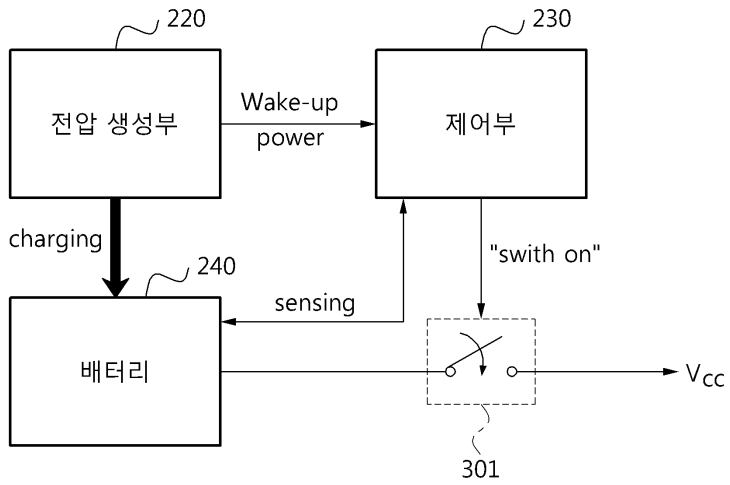 220
230
전압 생성부
Wake-up
power
제어부
charging
240
sensing
"swith on"
배터리
Vcc
301